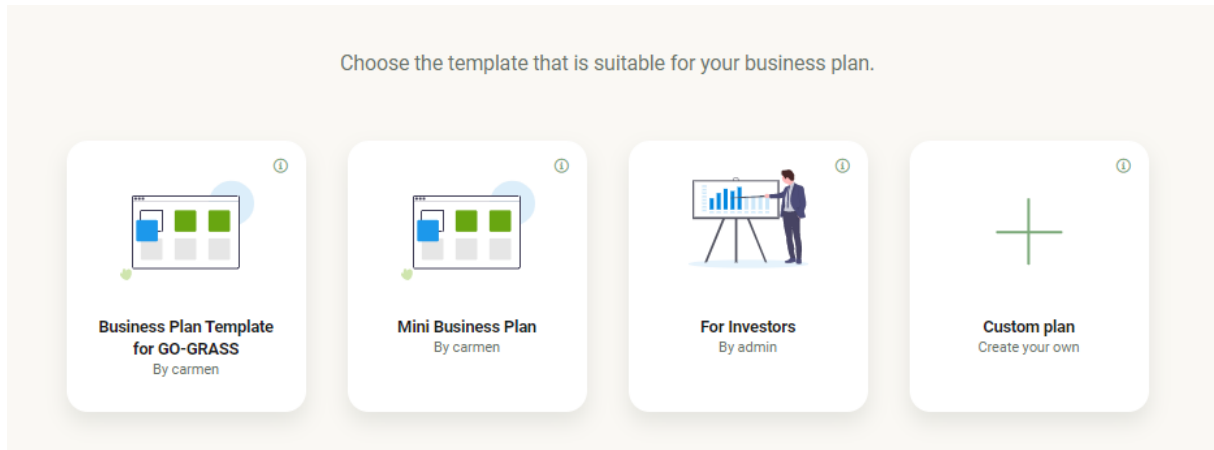 Choose the template that is suitable for your business plan.
Business Plan Template
for GO-GRASS
By carmen
Mini Business Plan
By carmen
For Investors
By admin
Custom plan
Create your own